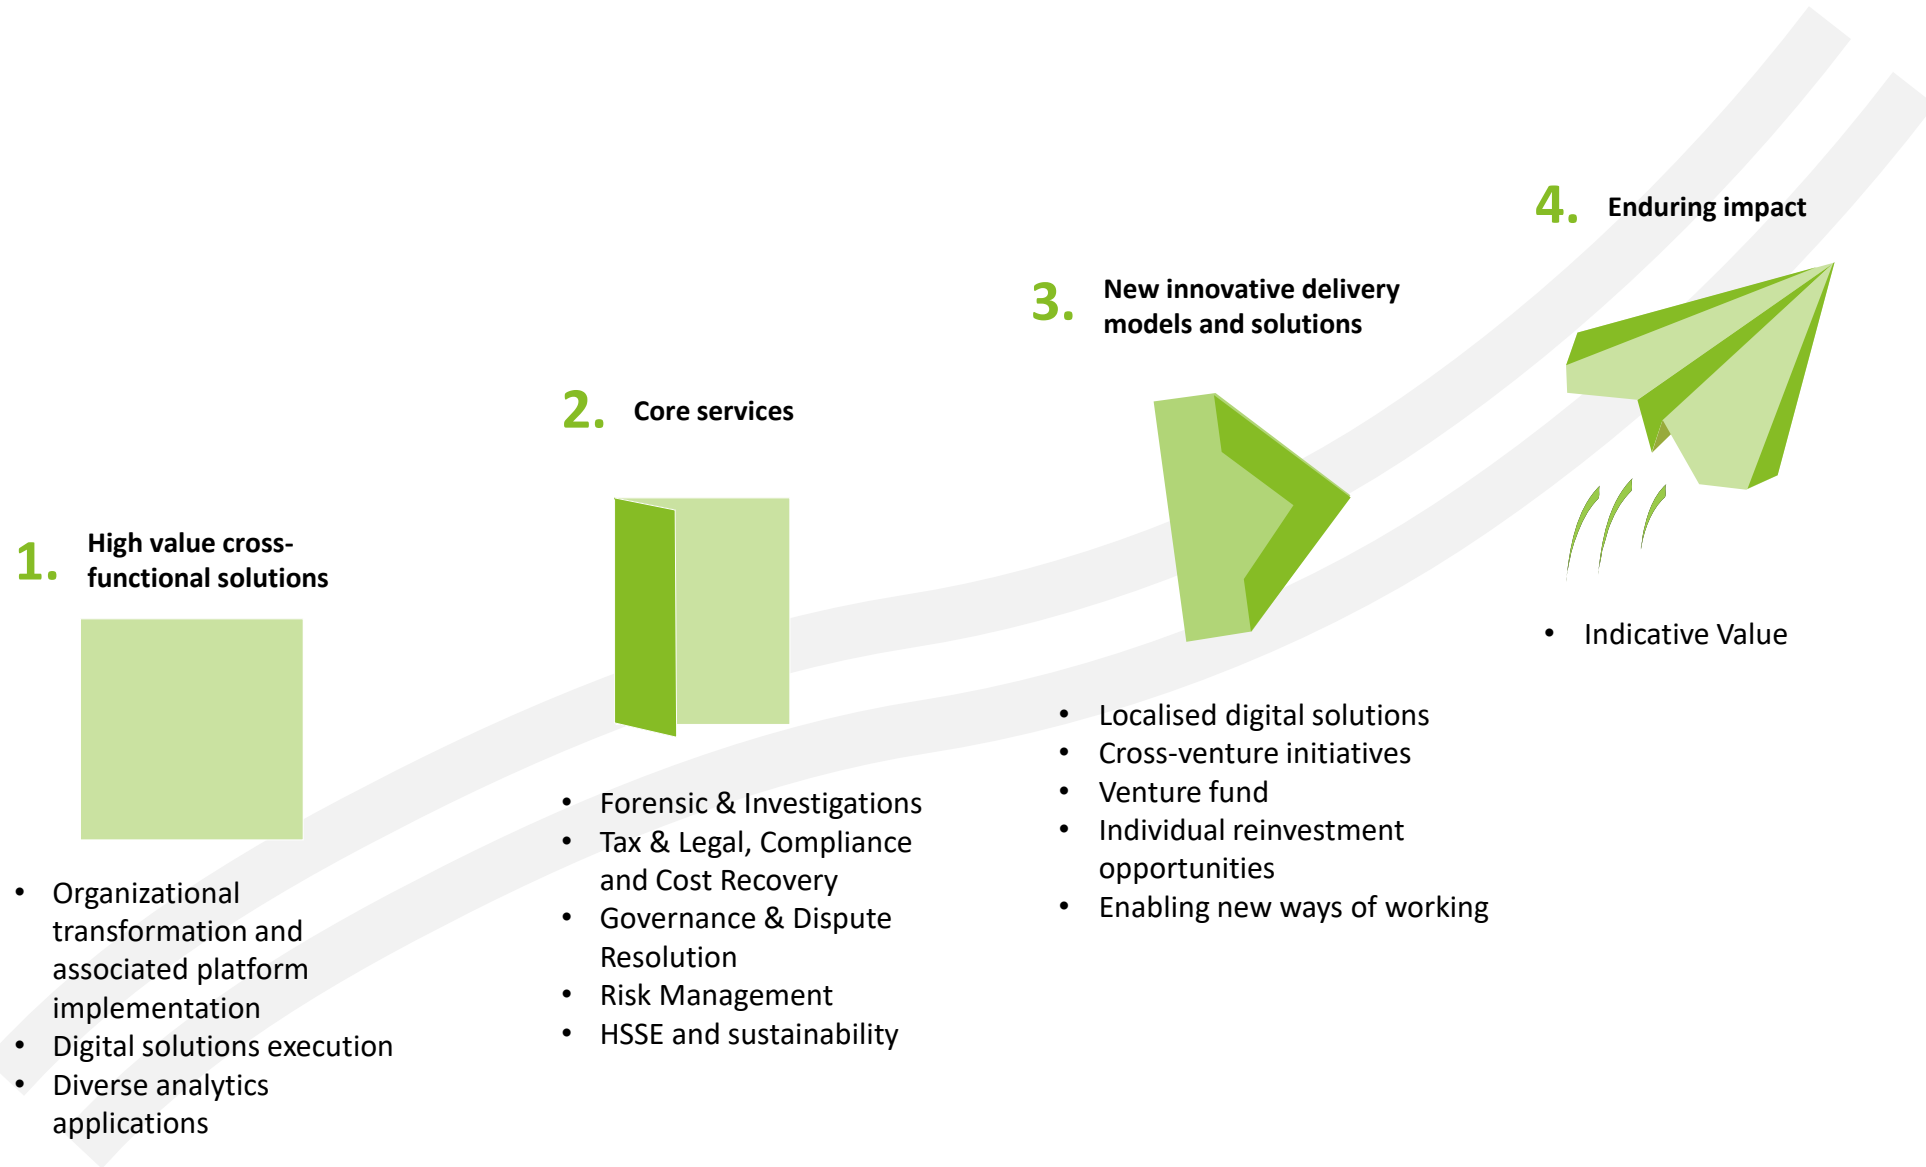 1.
High value cross-
functional solutions
• Organizational
transformation and
associated platform
implementation
• Digital solutions execution
• Diverse analytics
applications
2.
Core services
• Forensic & Investigations
• Tax & Legal, Compliance
and Cost Recovery
• Governance & Dispute
Resolution
• Risk Management
• HSSE and sustainability
3.
New innovative delivery
models and solutions
• Localised digital solutions
• Cross-venture initiatives
• Venture fund
• Individual reinvestment
opportunities
• Enabling new ways of working
4.
Enduring impact
• Indicative Value